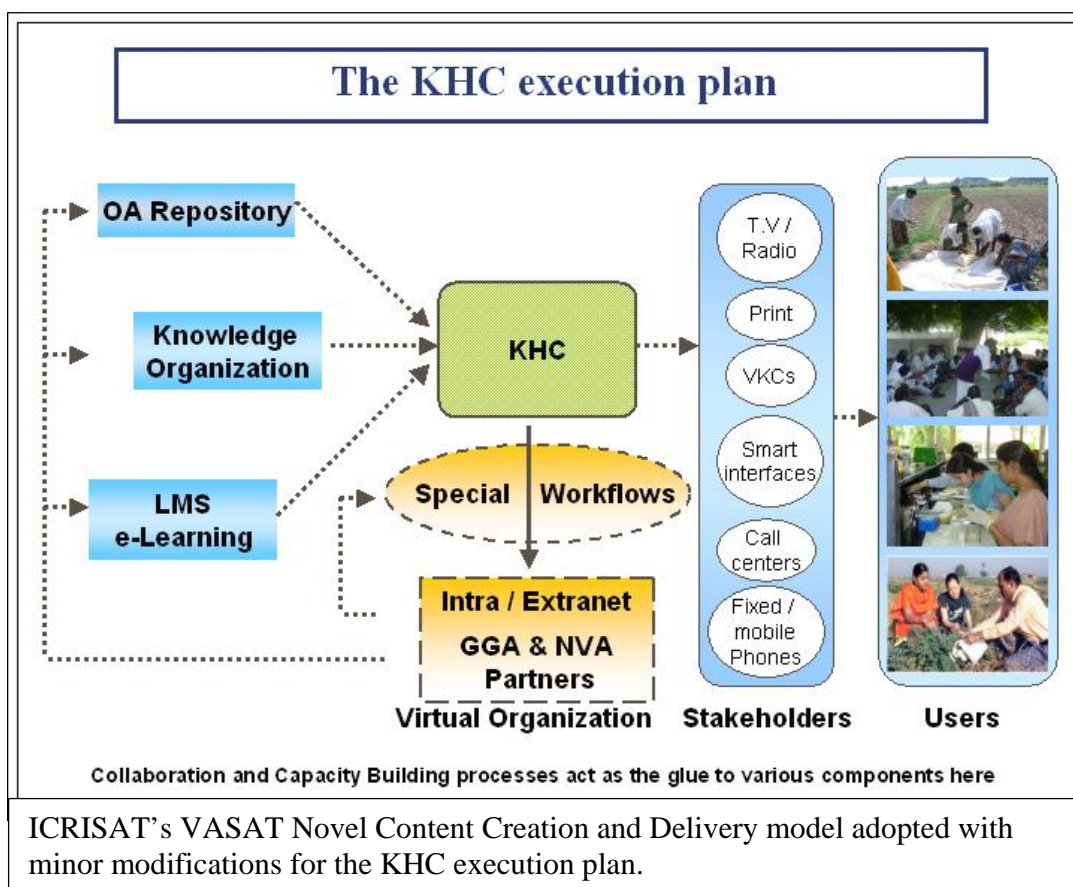 The KHC execution plan
OA Repository
Knowledge
Organization
LMS
e-Learning
KHC
Special Workflows
Intra / Extranet
GGA & NVA
Partners
Virtual Organization
T.V /
Radio
Print
VKCs
Smart
interfaces
Call
centers
Fixed /
mobile
Phones
Stakeholders
Users
Collaboration and Capacity Building processes act as the glue to various components here
ICRISAT’s VASAT Novel Content Creation and Delivery model adopted with
minor modifications for the KHC execution plan.